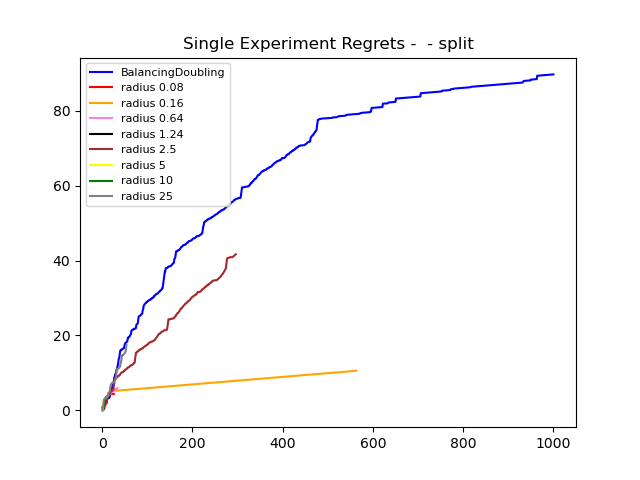 Single Experiment Regrets -  - split
BalancingDoubling
radius 0.08
radius 0.16
radius 0.64
radius 1.24
radius 2.5
radius 5
radius 10
radius 25
80
60
40
20
0
0 200 400 600 800 1000